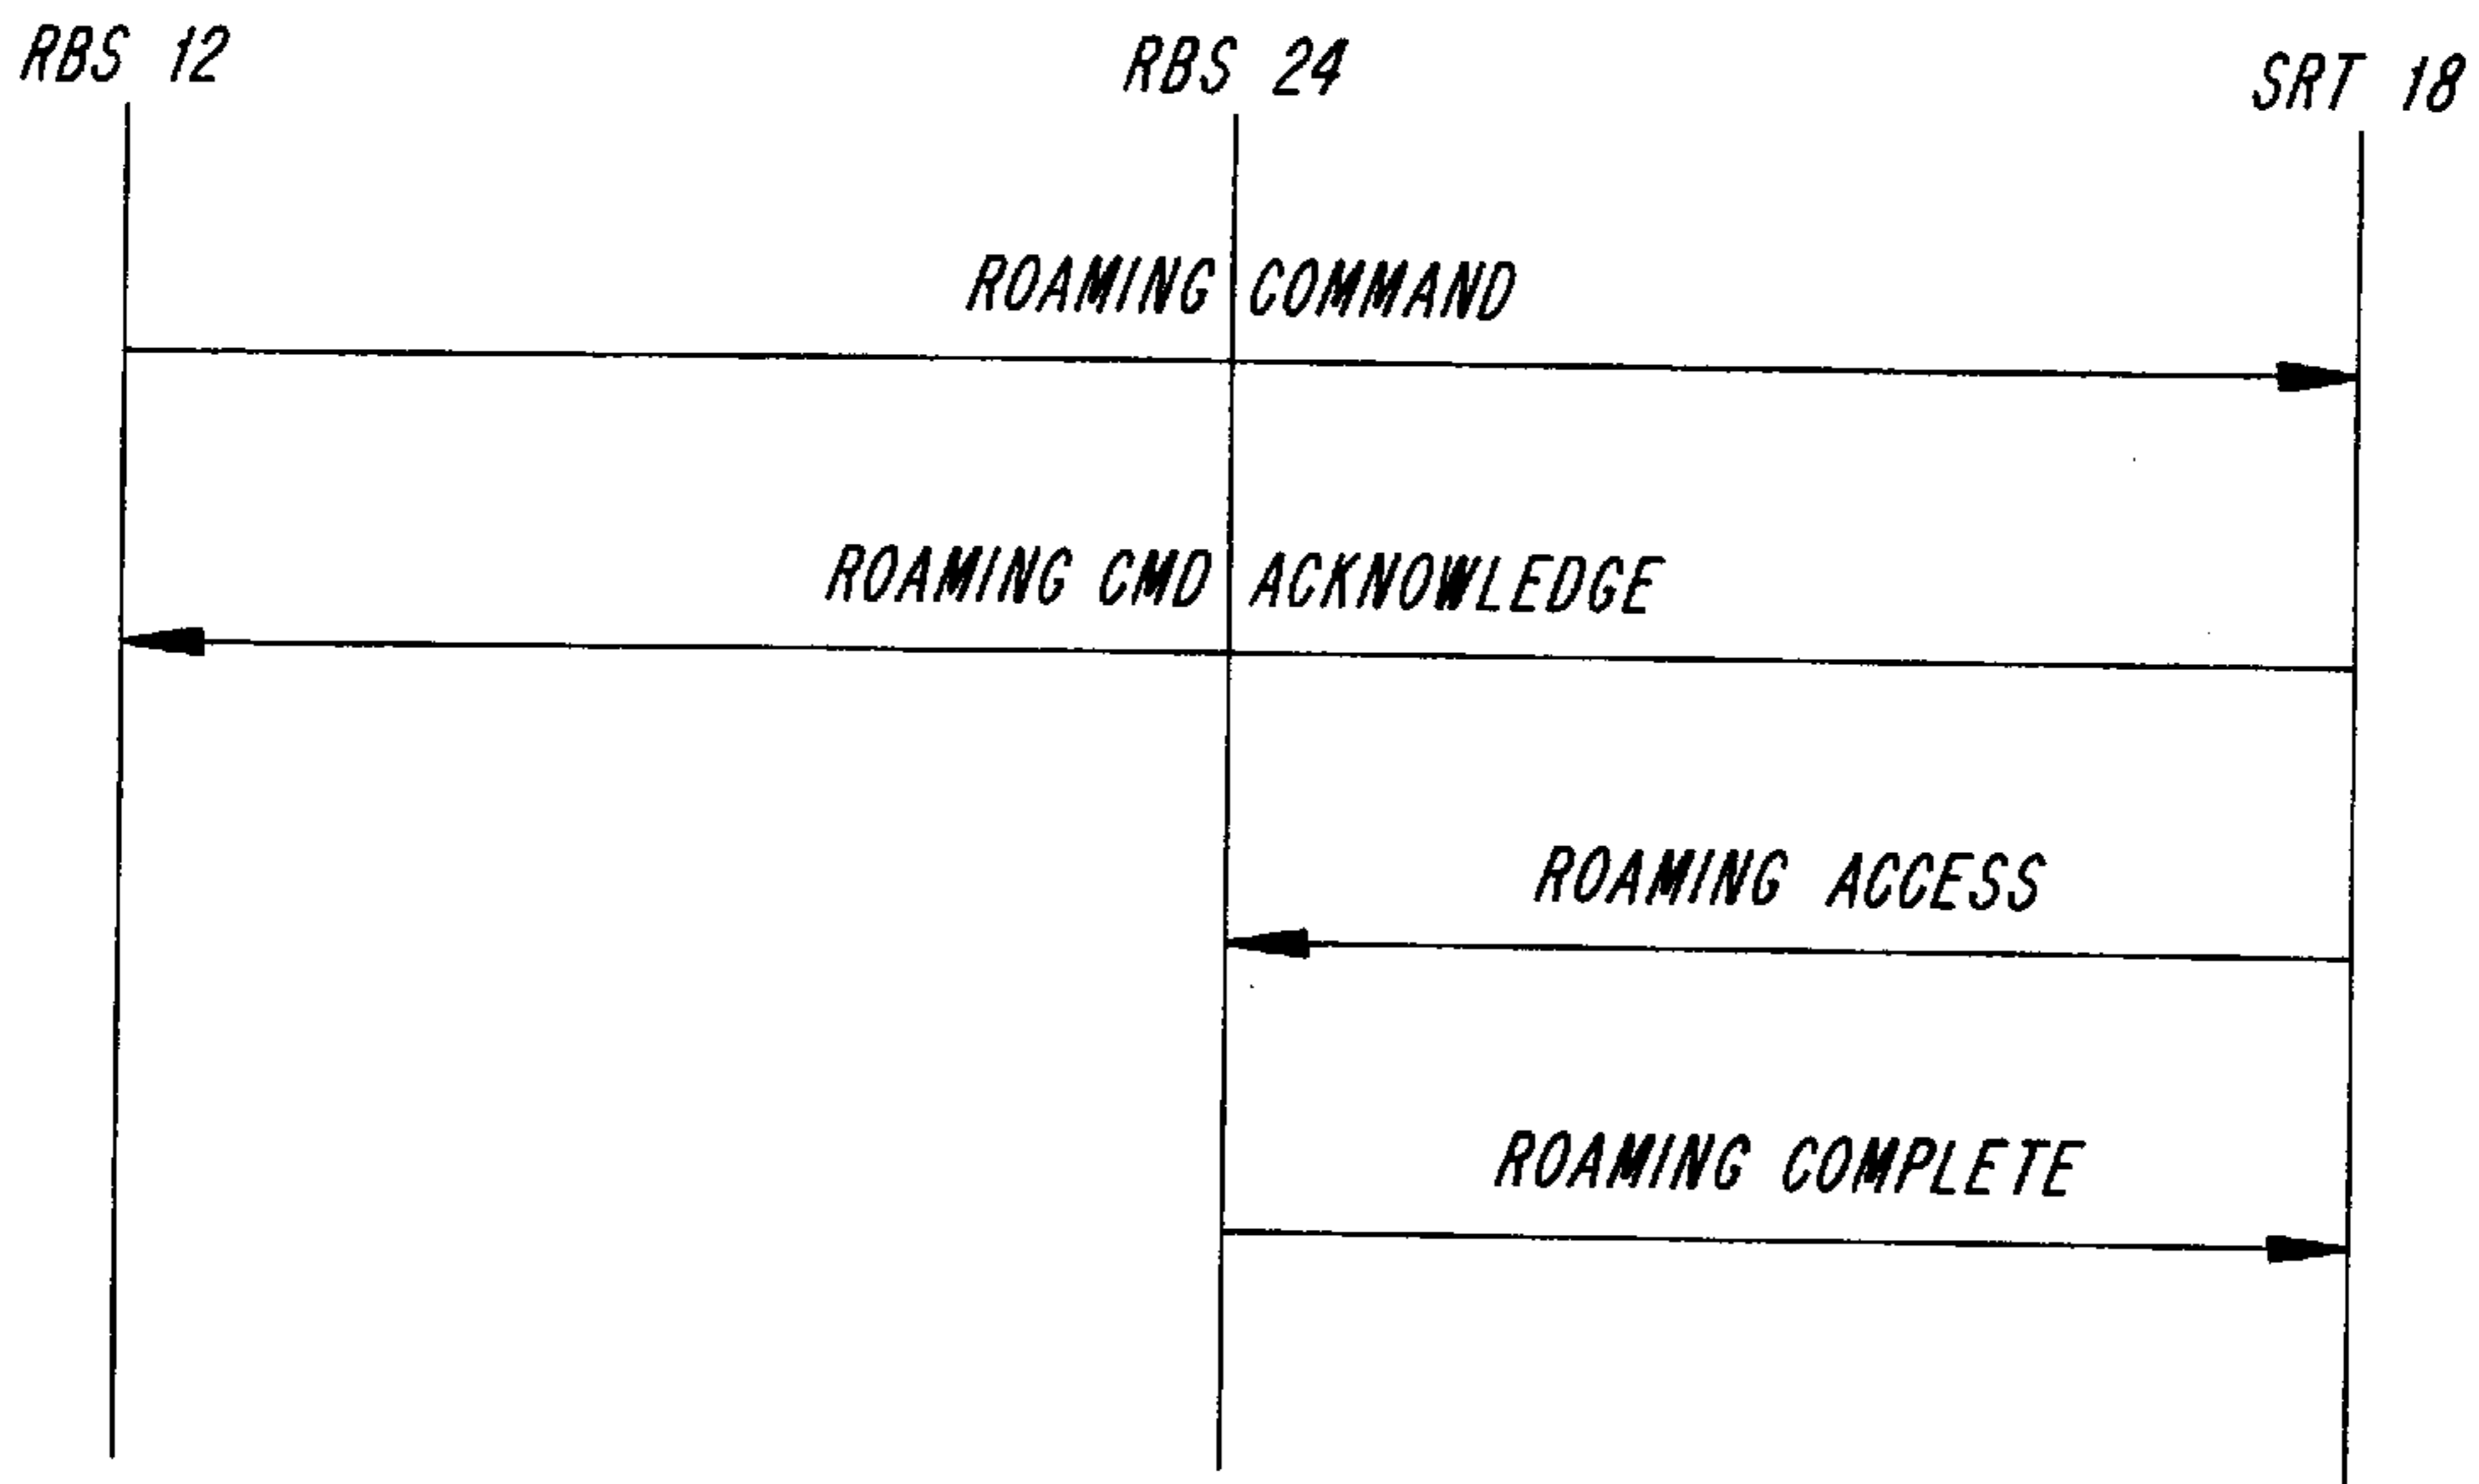 RBS 12
RBS 24
SRT 18
ROAMING COMMAND
ROAMING CMD ACKNOWLEDGE
ROAMING ACCESS
ROAMING COMPLETE